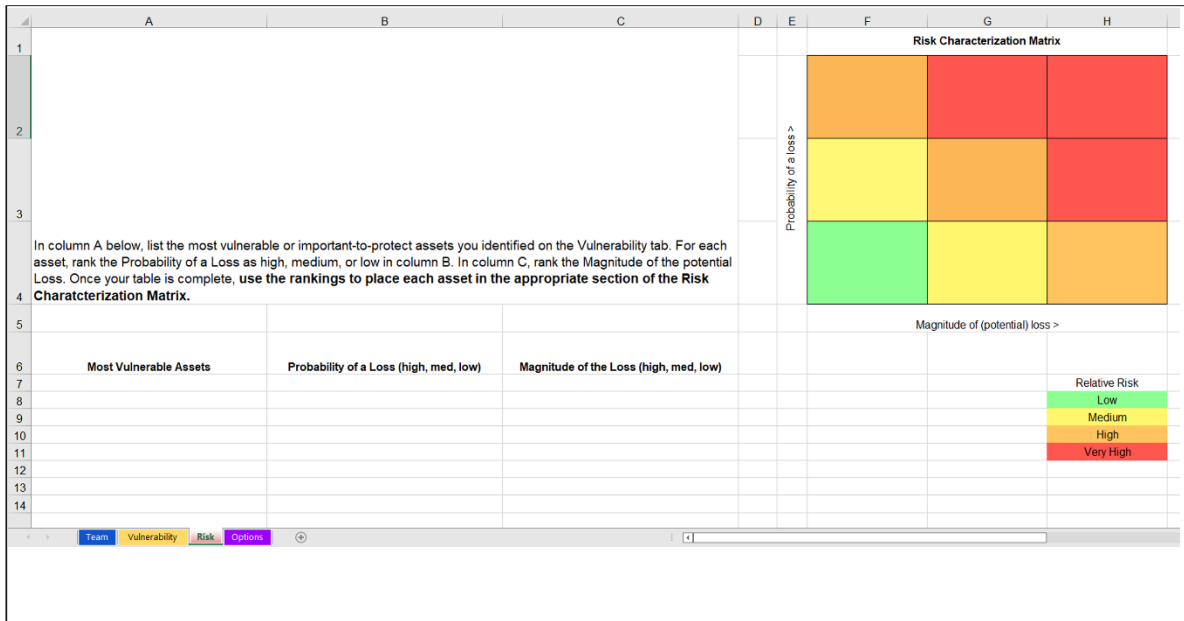 A B C D E F G H
1 Risk Characterization Matrix
2
Probability of a loss >
3
In column A below, list the most vulnerable or important-to-protect assets you identified on the Vulnerability tab. For each
asset, rank the Probability of a Loss as high, medium, or low in column B. In column C, rank the Magnitude of the potential
Loss. Once your table is complete, use the rankings to place each asset in the appropriate section of the Risk
4 Charatcterization Matrix.
5 Magnitude of (potential) loss >
6 Most Vulnerable Assets Probability of a Loss (high, med, low) Magnitude of the Loss (high, med, low)
7 Relative Risk
8 Low
9 Medium
10 High
11 Very High
12
13
14
Team Vulnerability Risk Options